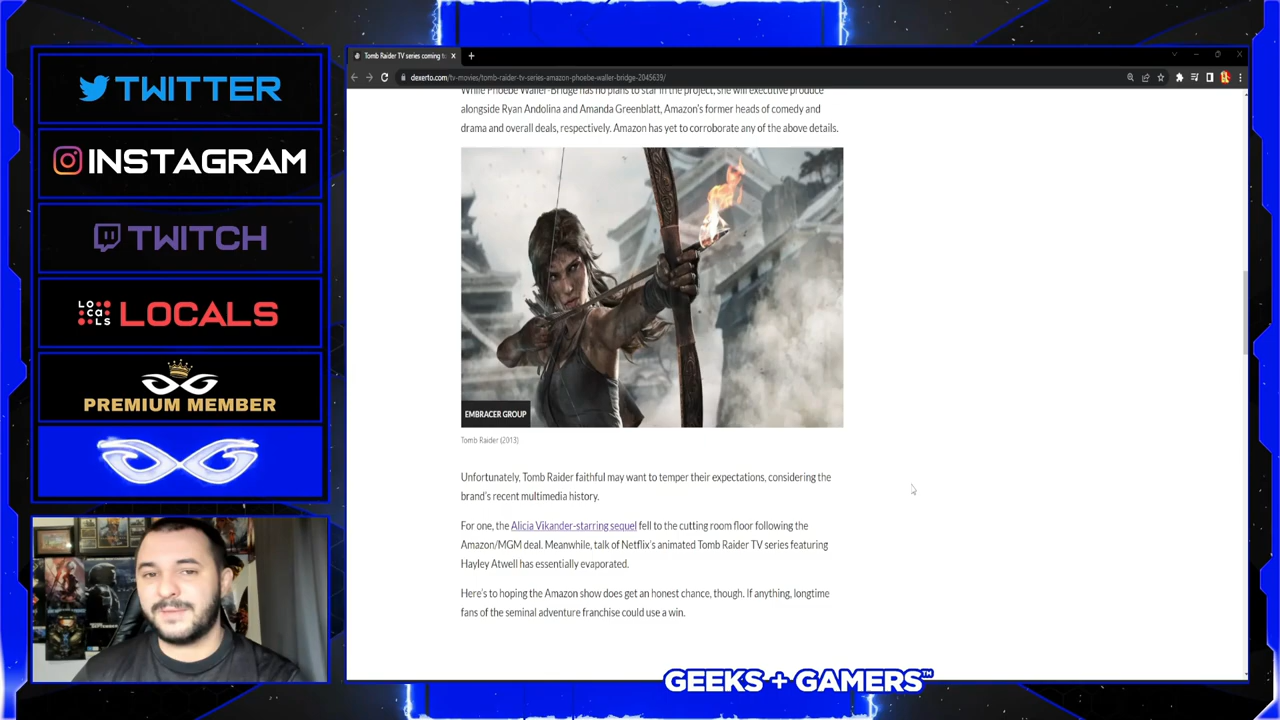 TWITTER
INSTAGRAM
TWITCH
LO
ca
LS
LOCALS
PREMIUM MEMBER
Tomb Raider TV series coming t
dexerto.com/tv-movies/tomb-raider-tv-series-amazon-phoebe-waller-bridge-2045639/
While Phoebe Waller-Bridge has no plans to star in the project, she will executive produce
alongside Ryan Andolina and Amanda Greenblatt, Amazon's former heads of comedy and
drama and overall deals, respectively. Amazon has yet to corroborate any of the above details.
EMBRACER GROUP
Tomb Raider (2013)
Unfortunately, Tomb Raider faithful may want to temper their expectations, considering the
brand's recent multimedia history.
For one, the Alicia Vikander-starring sequel fell to the cutting room floor following the
Amazon/MGM deal. Meanwhile, talk of Netflix's animated Tomb Raider TV series featuring
Hayley Atwell has essentially evaporated.
Here's to hoping the Amazon show does get an honest chance, though. If anything, longtime
fans of the seminal adventure franchise could use a win.
GEEKS + GAMERS™